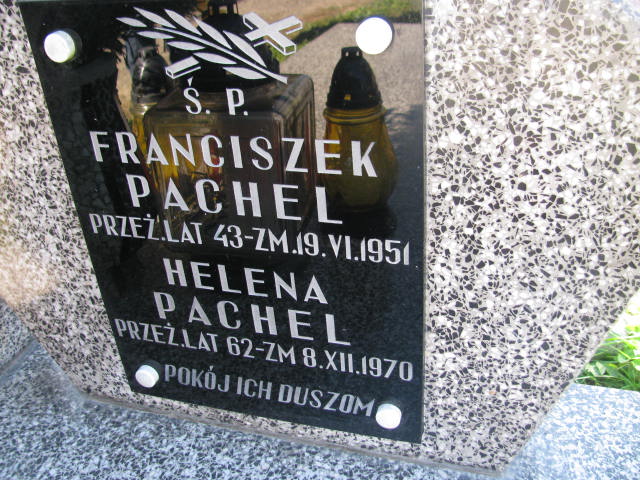 Ś. P.
FRANCISZEK
PACHEL
PRZEŻ.LAT 43-ZM.19.VI.1951
HELENA
PACHEL
PRZEŻ.LAT 62-ZM 8.XII.1970
POKÓJ ICH DUSZOM